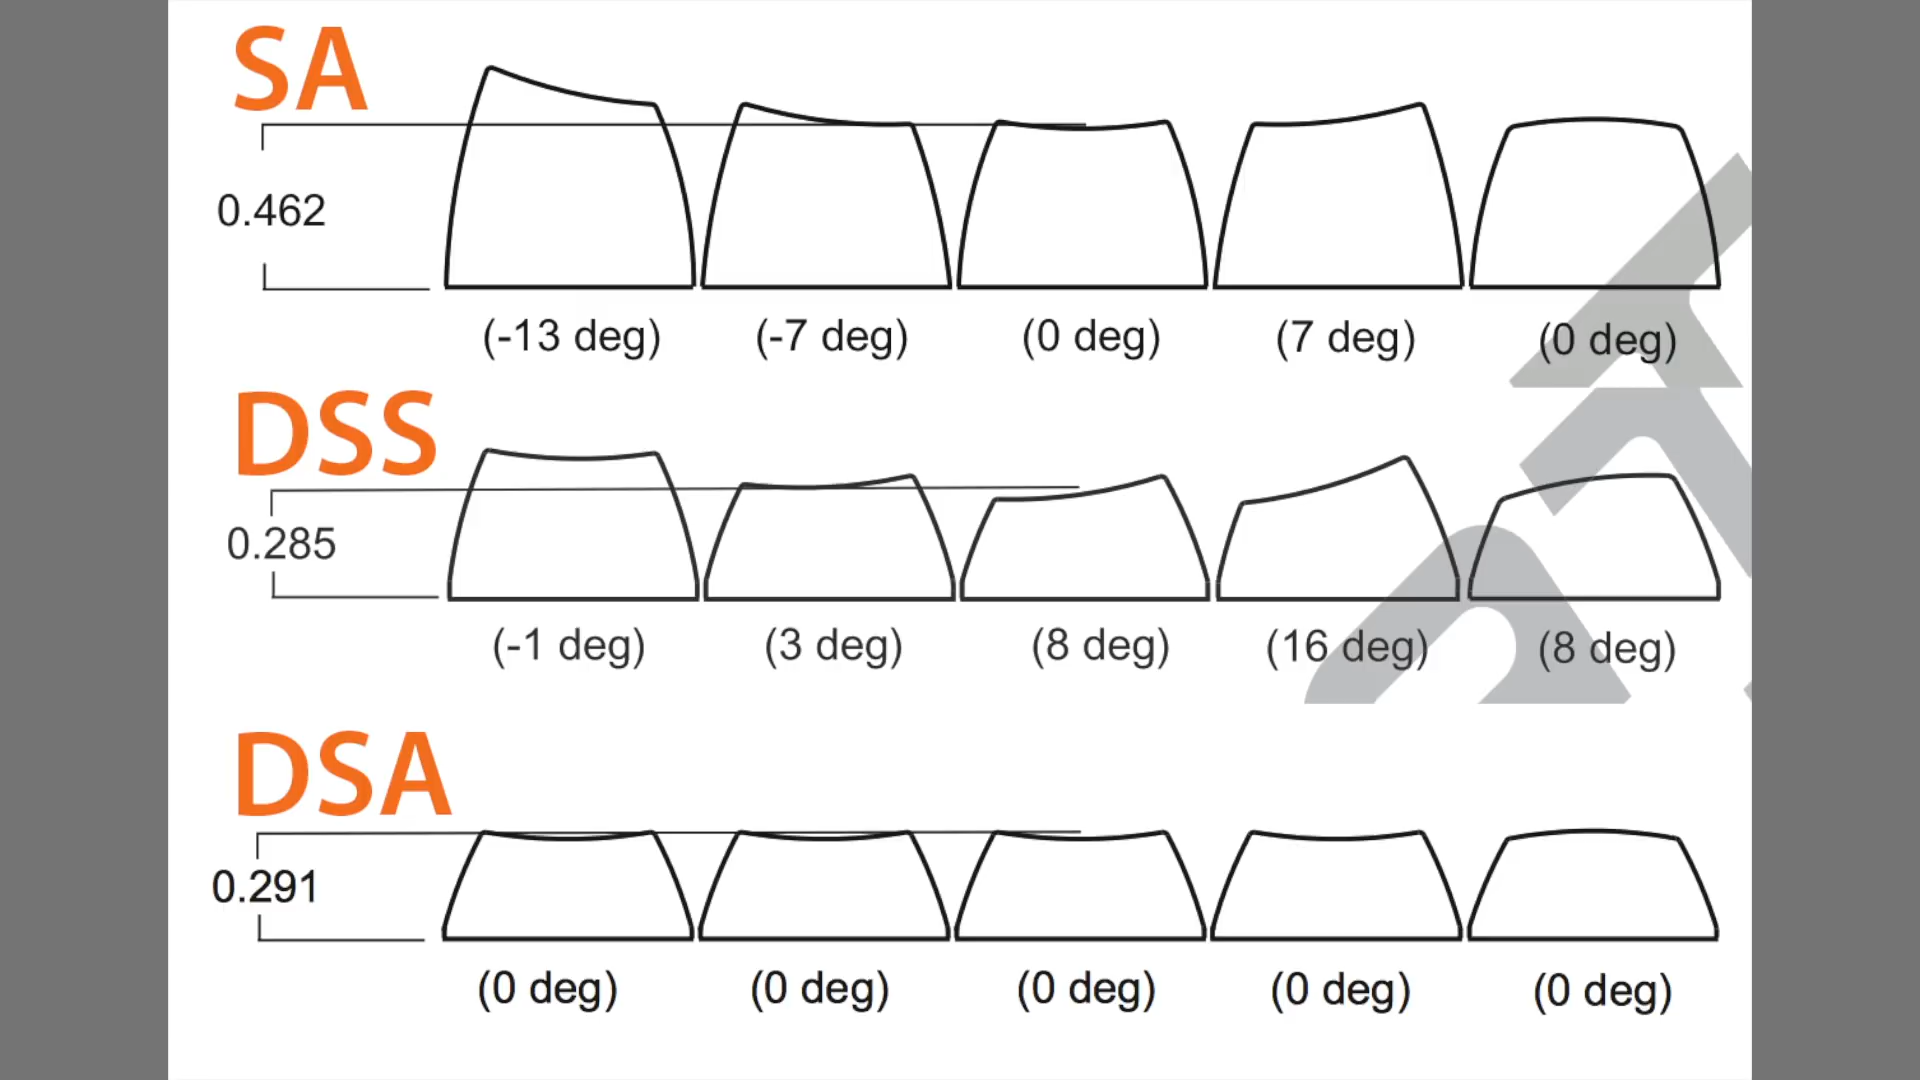 SA
0.462
(-13 deg) (-7 deg) (0 deg) (7 deg) (0 deg)
DSS
0.285
(-1 deg) (3 deg) (8 deg) (16 deg) (8 deg)
DSA
0.291
(0 deg) (0 deg) (0 deg) (0 deg) (0 deg)